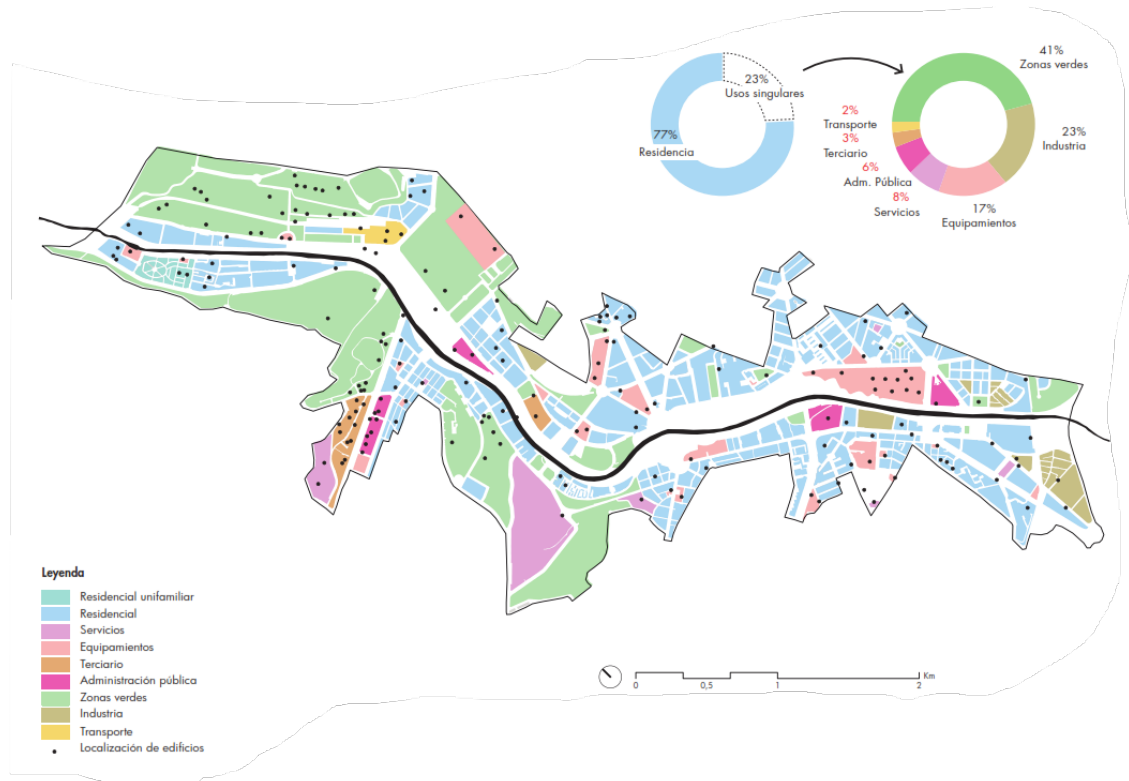 23%
Usos singulares
77%
Residencia
41%
Zonas verdes
23%
Industria
17%
Equipamientos
8%
Servicios
6%
Adm. Pública
3%
Terciario
2%
Transporte
Leyenda
Residencial unifamiliar
Residencial
Servicios
Equipamientos
Terciario
Administración pública
Zonas verdes
Industria
Transporte
Localización de edificios
0 0,5 1 2 Km